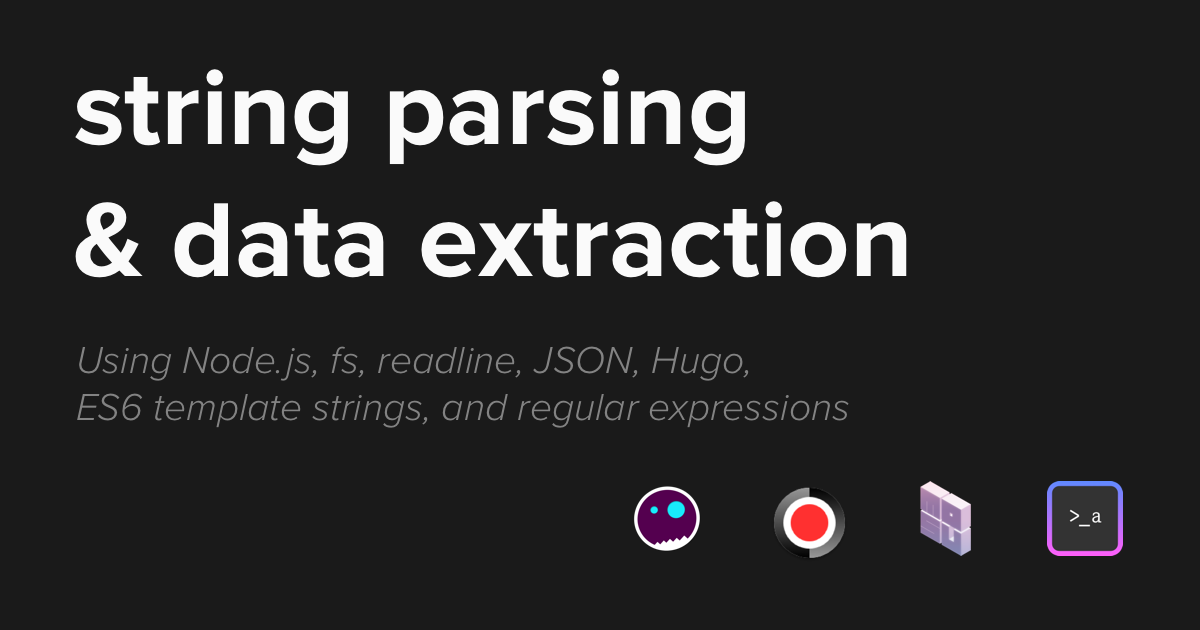 string parsing
& data extraction
Using Node.js, fs, readline, JSON, Hugo,
ES6 template strings, and regular expressions
>_a